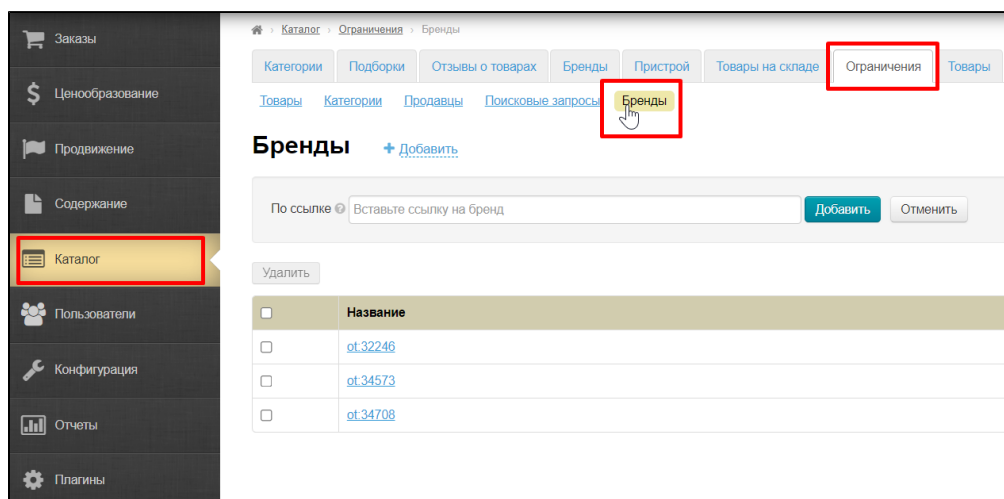 Заказы
Ценообразование
Продвижение
Содержание
Каталог
Пользователи
Конфигурация
Отчеты
Плагины
Каталог › Ограничения › Бренды
Категории Подборки Отзывы о товарах Бренды Пристрой Товары на складе Ограничения Товары
Товары Категории Продавцы Поисковые запросы Бренды
Бренды + Добавить
По ссылке Вставьте ссылку на бренд Добавить Отменить
Удалить
Название
ot:32246
ot:34573
ot:34708